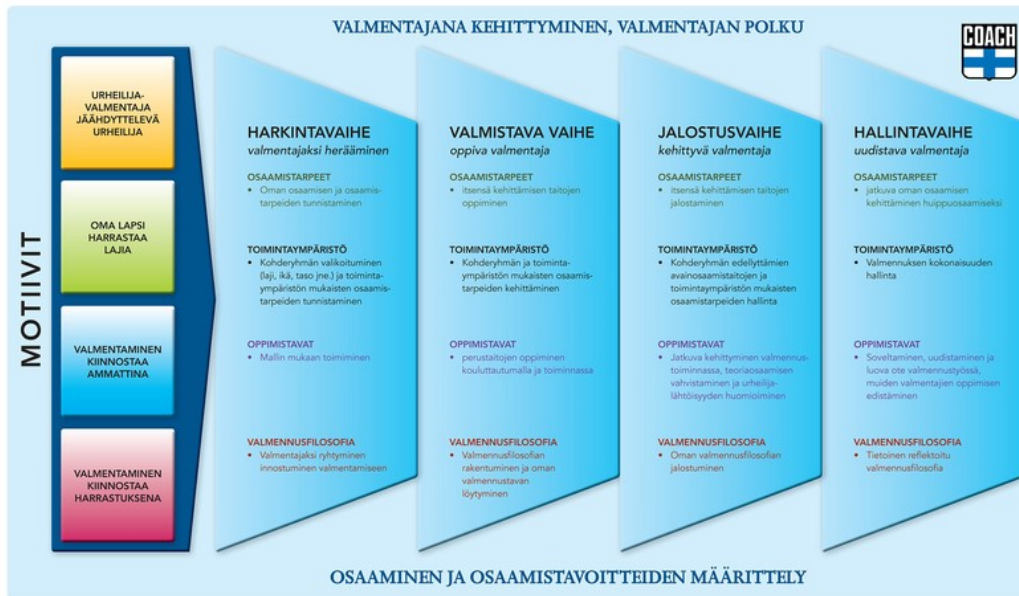 VALMENTAJANA KEHITTYMINEN, VALMENTAJAN POLKU
COACH
MOTIIVIT
URHEILIJA-
VALMENTAJA
JÄÄHDYTTELEVÄ
URHEILIJA
OMA LAPSI
HARRASTAA
LAJIA
VALMENTAMINEN
KIINNOSTAA
AMMATTINA
VALMENTAMINEN
KIINNOSTAA
HARRASTUKSENA
HARKINTAVAIHE
valmentajaksi herääminen
OSAAMISTARPEET
• Oman osaamisen ja osaamis-
tarpeiden tunnistaminen
TOIMINTAYMPÄRISTÖ
• Kohderyhmän valikoituminen
(laji, ikä, taso jne.) ja toiminta-
ympäristön mukaisten osaamis-
tarpeiden tunnistaminen
OPPIMISTAVAT
• Mallin mukaan toimiminen
VALMENNUSFILOSOFIA
• Valmentajaksi ryhtyminen
innostuminen valmentamiseen
VALMISTAVA VAIHE
oppiva valmentaja
OSAAMISTARPEET
• itsensä kehittämisen taitojen
oppiminen
TOIMINTAYMPÄRISTÖ
• Kohderyhmän ja toiminta-
ympäristön mukaisten osaamis-
tarpeiden kehittäminen
OPPIMISTAVAT
• perustaitojen oppiminen
kouluttautumalla ja toiminnassa
VALMENNUSFILOSOFIA
• Valmennusfilosofian
rakentuminen ja oman
valmennustavan
löytyminen
JALOSTUSVAIHE
kehittyvä valmentaja
OSAAMISTARPEET
• itsensä kehittämisen taitojen
jalostaminen
TOIMINTAYMPÄRISTÖ
• Kohderyhmän edellyttämien
avainosaamistaitojen ja
toimintaympäristön mukaisten
osaamistarpeiden hallinta
OPPIMISTAVAT
• Jatkuva kehittyminen valmennus-
toiminnassa, teoriaosaamisen
vahvistaminen ja urheilija-
lähtöisyyden huomioiminen
VALMENNUSFILOSOFIA
• Oman valmennusfilosofian
jalostuminen
HALLINTAVAIHE
uudistava valmentaja
OSAAMISTARPEET
• jatkuva oman osaamisen
kehittäminen huippuosaamiseksi
TOIMINTAYMPÄRISTÖ
• Valmennuksen kokonaisuuden
hallinta
OPPIMISTAVAT
• Soveltaminen, uudistaminen ja
luova ote valmennustyössä,
muiden valmentajien oppimisen
edistäminen
VALMENNUSFILOSOFIA
• Tietoinen reflektoitu
valmennusfilosofia
OSAAMINEN JA OSAAMISTAVOITTEIDEN MÄÄRITTELY